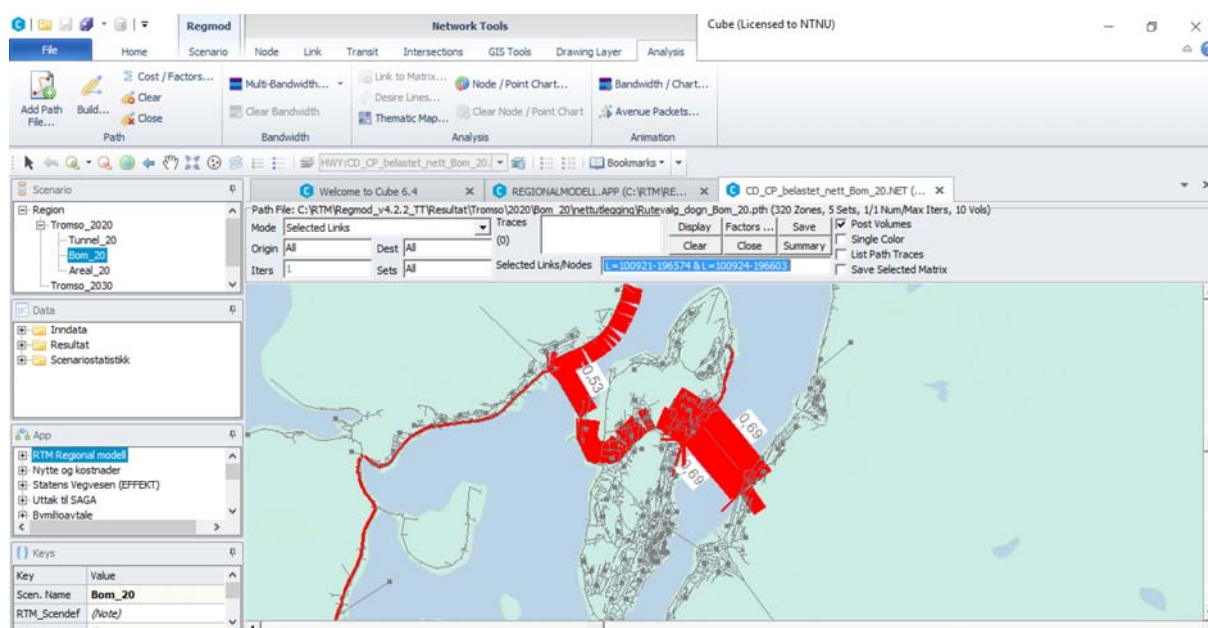 Regmod
Network Tools
Cube (Licensed to NTNU)
File
Home
Scenario
Node
Link
Transit
Intersections
GIS Tools
Drawing Layer
Analysis
Add Path File...
Build...
Cost / Factors...
Clear
Close
Path
Multi-Bandwidth...
Clear Bandwidth
Bandwidth
Link to Matrix...
Desire Lines...
Thematic Map...
Node / Point Chart...
Clear Node / Point Chart
Analysis
Bandwidth / Chart...
Avenue Packets...
Animation
HWY:CD_CP_belastet_nett_Bom_20.
Bookmarks
Scenario
Region
Tromso_2020
Tunnel_20
Bom_20
Areal_20
Tromso_2030
Data
Inndata
Resultat
Scenariostatistikk
App
RTM Regional modell
Nytte og kostnader
Statens Vegvesen (EFFEKT)
Uttak til SAGA
Bymiljoavtale
Keys
Key Value
Scen. Name Bom_20
RTM_Scendef (Note)
Welcome to Cube 6.4
REGIONALMODELL.APP (C:\RTM\RE...
CD_CP_belastet_nett_Bom_20.NET (...
Path File: C:\RTM\Regmod_v4.2.2_TT\Resultat\Tromso\2020\Bom_20\nettutlegging\Rutevalg_dogn_Bom_20.pth (320 Zones, 5 Sets, 1/1 Num/Max Iters, 10 Vols)
Mode Selected Links
Traces
(0)
Display Factors ... Save
Clear Close Summary
Post Volumes
Single Color
List Path Traces
Save Selected Matrix
Origin All Dest All
Iters 1 Sets All
Selected Links/Nodes L=100921-196574 & L=100924-196603
0,53
0,69
0,69